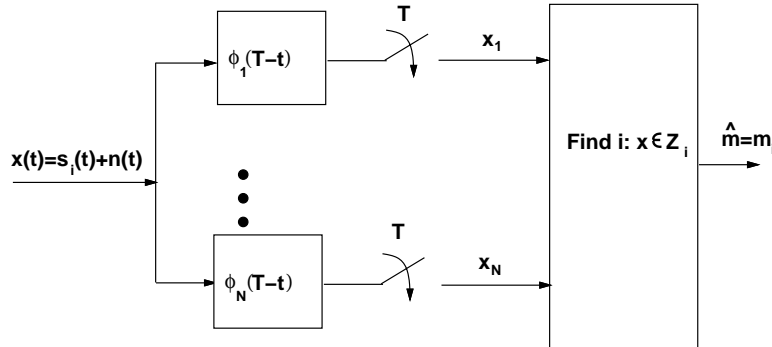 T
ϕ₁(T−t)
x₁
x(t)=sᵢ(t)+n(t)
Find i: x ϵ Zᵢ
m̂=mᵢ
T
ϕ_N(T−t)
x_N